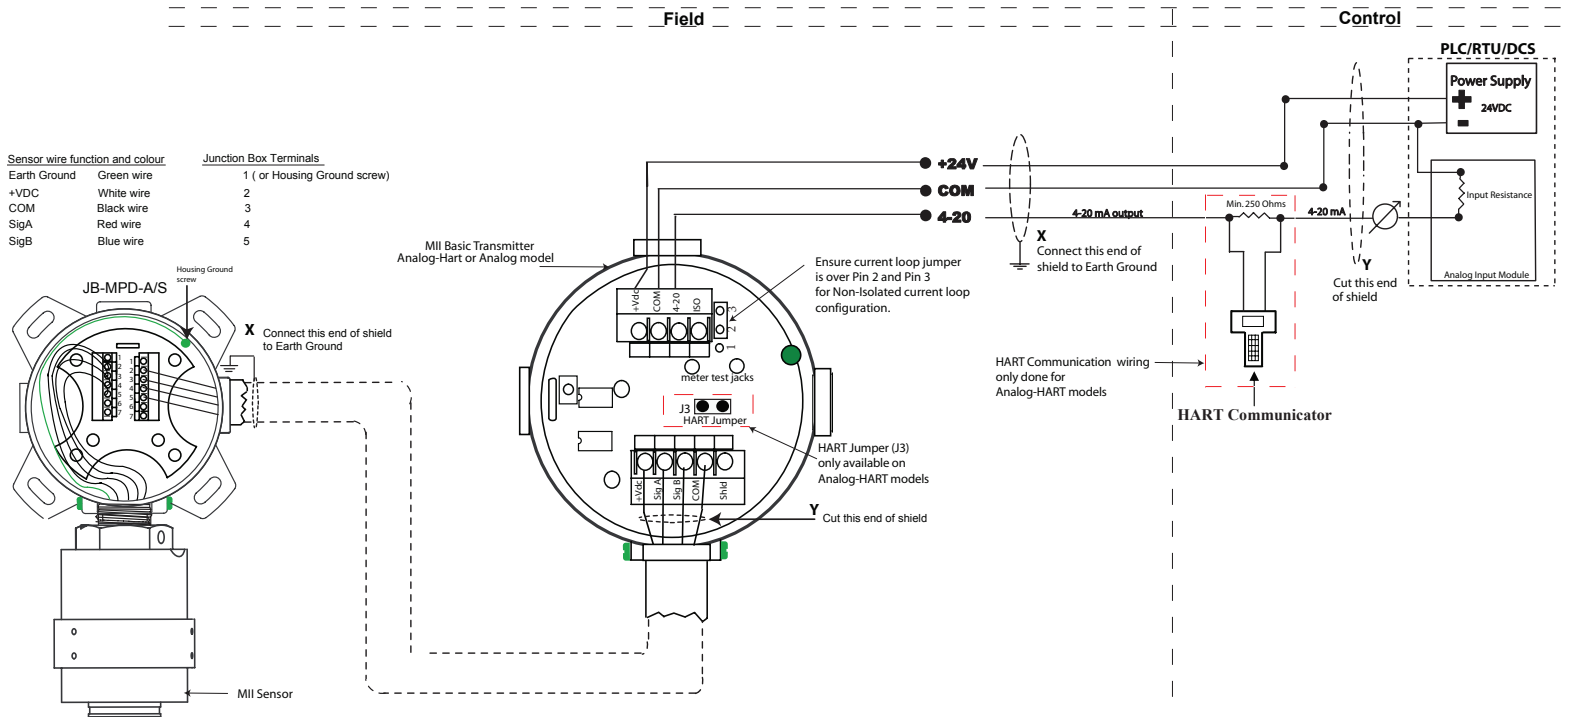 Field
Control
PLC/RTU/DCS
Power Supply
+ 24VDC
-
Input Resistance
Analog Input Module
Sensor wire function and colour Junction Box Terminals
Earth Ground Green wire 1 ( or Housing Ground screw)
+VDC White wire 2
COM Black wire 3
SigA Red wire 4
SigB Blue wire 5
+24V
COM
4-20
X
Connect this end of
shield to Earth Ground
4-20 mA output
Min. 250 Ohms
4-20 mA
Y
Cut this end
of shield
HART Communication wiring
only done for
Analog-HART models
HART Communicator
MII Basic Transmitter
Analog-Hart or Analog model
Ensure current loop jumper
is over Pin 2 and Pin 3
for Non-Isolated current loop
configuration.
+Vdc
COM
4-20
ISO
3
2
1
meter test jacks
J3
HART Jumper
HART Jumper (J3)
only available on
Analog-HART models
+Vdc
Sig A
Sig B
COM
Shld
Y Cut this end of shield
Housing Ground
screw
JB-MPD-A/S
X Connect this end of shield
to Earth Ground
1
2
3
4
5
6
7
1
2
3
4
5
6
7
MII Sensor